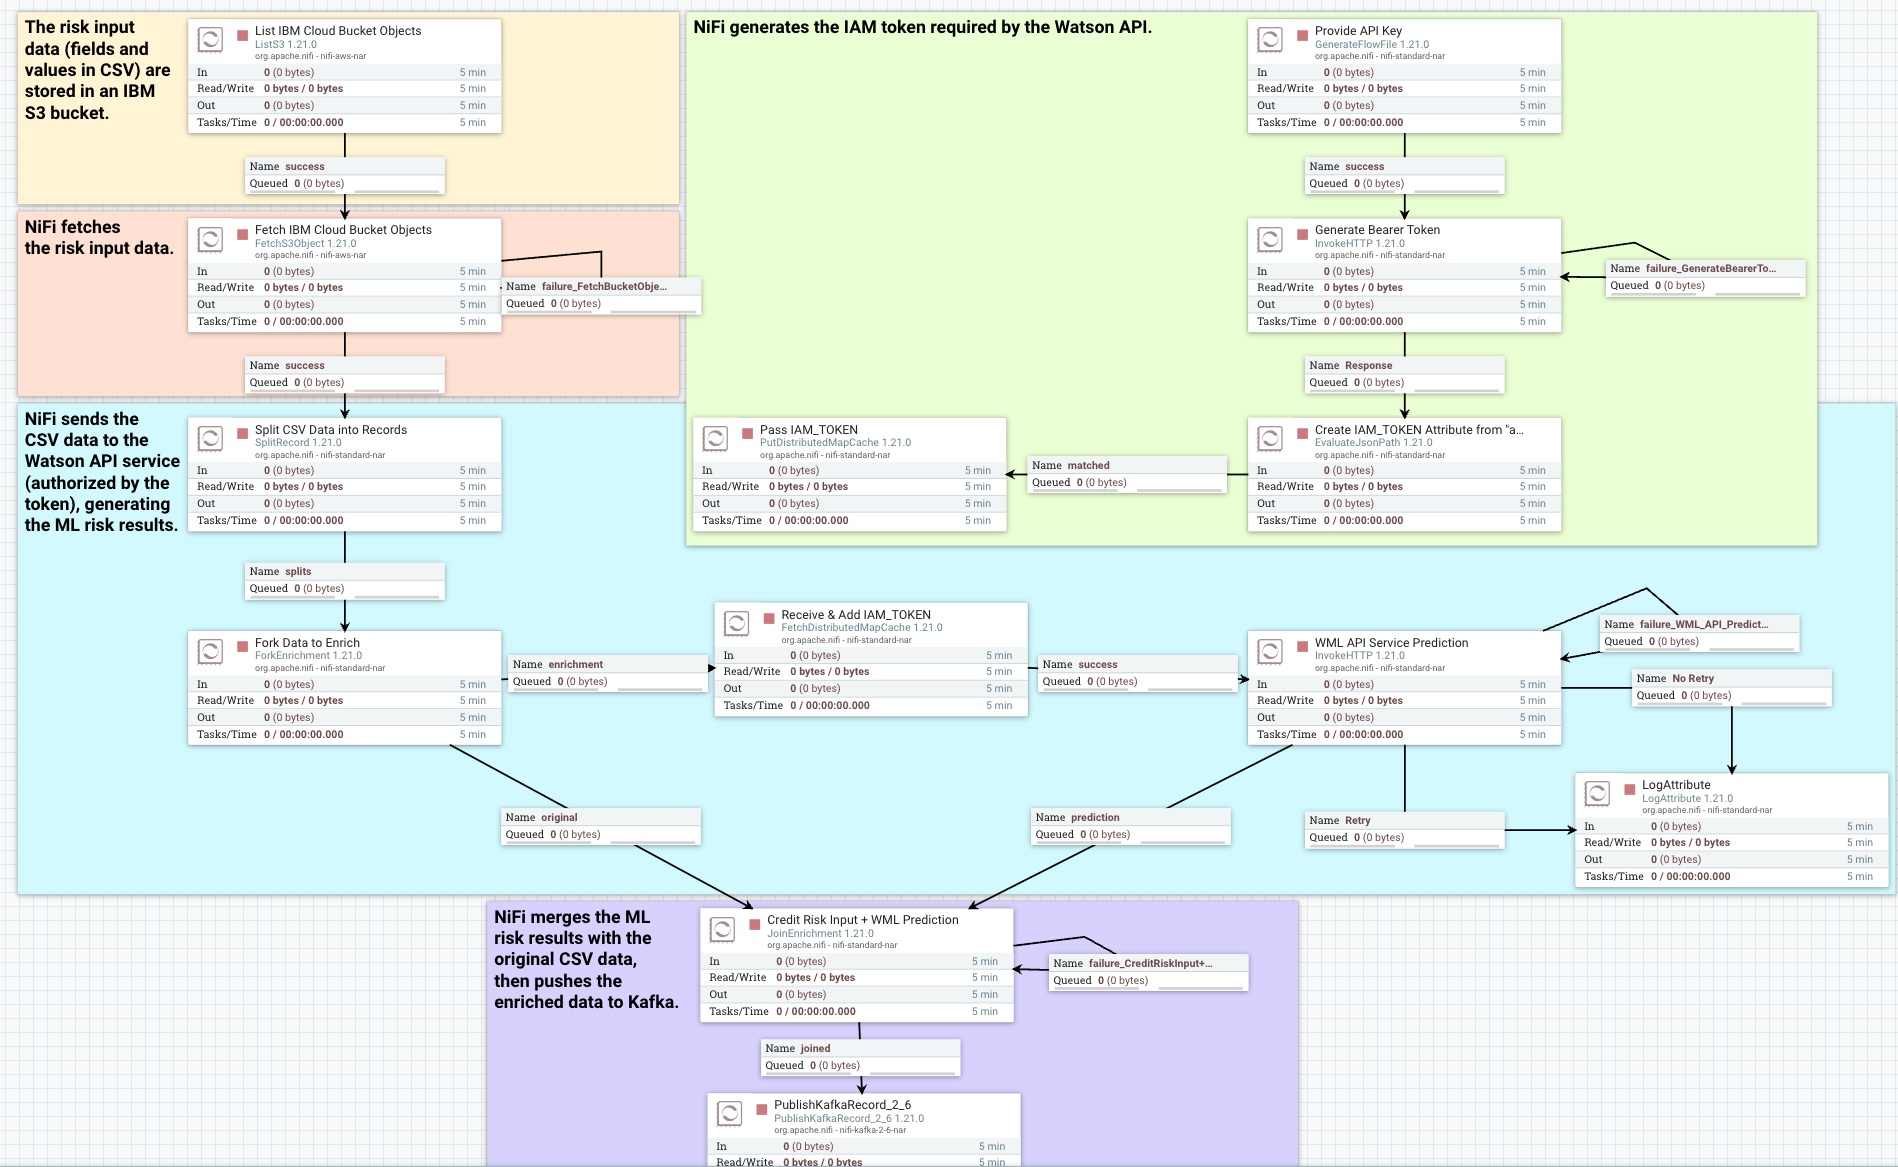 The risk input
data (fields and
values in CSV) are
stored in an IBM
S3 bucket.
List IBM Cloud Bucket Objects
ListS3 1.21.0
org.apache.nifi - nifi-aws-nar
In 0 (0 bytes) 5 min
Read/Write 0 bytes / 0 bytes 5 min
Out 0 (0 bytes) 5 min
Tasks/Time 0 / 00:00:00.000 5 min
Name success
Queued 0 (0 bytes)
NiFi fetches
the risk input data.
Fetch IBM Cloud Bucket Objects
FetchS3Object 1.21.0
org.apache.nifi - nifi-aws-nar
In 0 (0 bytes) 5 min
Read/Write 0 bytes / 0 bytes 5 min
Out 0 (0 bytes) 5 min
Tasks/Time 0 / 00:00:00.000 5 min
Name failure_FetchBucketObje...
Queued 0 (0 bytes)
Name success
Queued 0 (0 bytes)
NiFi generates the IAM token required by the Watson API.
Provide API Key
GenerateFlowFile 1.21.0
org.apache.nifi - nifi-standard-nar
In 0 (0 bytes) 5 min
Read/Write 0 bytes / 0 bytes 5 min
Out 0 (0 bytes) 5 min
Tasks/Time 0 / 00:00:00.000 5 min
Name success
Queued 0 (0 bytes)
Generate Bearer Token
InvokeHTTP 1.21.0
org.apache.nifi - nifi-standard-nar
In 0 (0 bytes) 5 min
Read/Write 0 bytes / 0 bytes 5 min
Out 0 (0 bytes) 5 min
Tasks/Time 0 / 00:00:00.000 5 min
Name failure_GenerateBearerTo...
Queued 0 (0 bytes)
Name Response
Queued 0 (0 bytes)
Create IAM_TOKEN Attribute from "a...
EvaluateJsonPath 1.21.0
org.apache.nifi - nifi-standard-nar
In 0 (0 bytes) 5 min
Read/Write 0 bytes / 0 bytes 5 min
Out 0 (0 bytes) 5 min
Tasks/Time 0 / 00:00:00.000 5 min
Name matched
Queued 0 (0 bytes)
Pass IAM_TOKEN
PutDistributedMapCache 1.21.0
org.apache.nifi - nifi-standard-nar
In 0 (0 bytes) 5 min
Read/Write 0 bytes / 0 bytes 5 min
Out 0 (0 bytes) 5 min
Tasks/Time 0 / 00:00:00.000 5 min
NiFi sends the
CSV data to the
Watson API service
(authorized by the
token), generating
the ML risk results.
Split CSV Data into Records
SplitRecord 1.21.0
org.apache.nifi - nifi-standard-nar
In 0 (0 bytes) 5 min
Read/Write 0 bytes / 0 bytes 5 min
Out 0 (0 bytes) 5 min
Tasks/Time 0 / 00:00:00.000 5 min
Name splits
Queued 0 (0 bytes)
Fork Data to Enrich
ForkEnrichment 1.21.0
org.apache.nifi - nifi-standard-nar
In 0 (0 bytes) 5 min
Read/Write 0 bytes / 0 bytes 5 min
Out 0 (0 bytes) 5 min
Tasks/Time 0 / 00:00:00.000 5 min
Name enrichment
Queued 0 (0 bytes)
Receive & Add IAM_TOKEN
FetchDistributedMapCache 1.21.0
org.apache.nifi - nifi-standard-nar
In 0 (0 bytes) 5 min
Read/Write 0 bytes / 0 bytes 5 min
Out 0 (0 bytes) 5 min
Tasks/Time 0 / 00:00:00.000 5 min
Name success
Queued 0 (0 bytes)
WML API Service Prediction
InvokeHTTP 1.21.0
org.apache.nifi - nifi-standard-nar
In 0 (0 bytes) 5 min
Read/Write 0 bytes / 0 bytes 5 min
Out 0 (0 bytes) 5 min
Tasks/Time 0 / 00:00:00.000 5 min
Name failure_WML_API_Predict...
Queued 0 (0 bytes)
Name No Retry
Queued 0 (0 bytes)
LogAttribute
LogAttribute 1.21.0
org.apache.nifi - nifi-standard-nar
In 0 (0 bytes) 5 min
Read/Write 0 bytes / 0 bytes 5 min
Out 0 (0 bytes) 5 min
Tasks/Time 0 / 00:00:00.000 5 min
Name original
Queued 0 (0 bytes)
Name prediction
Queued 0 (0 bytes)
Name Retry
Queued 0 (0 bytes)
NiFi merges the ML
risk results with the
original CSV data,
then pushes the
enriched data to Kafka.
Credit Risk Input + WML Prediction
JoinEnrichment 1.21.0
org.apache.nifi - nifi-standard-nar
In 0 (0 bytes) 5 min
Read/Write 0 bytes / 0 bytes 5 min
Out 0 (0 bytes) 5 min
Tasks/Time 0 / 00:00:00.000 5 min
Name failure_CreditRiskInput+...
Queued 0 (0 bytes)
Name joined
Queued 0 (0 bytes)
PublishKafkaRecord_2_6
PublishKafkaRecord_2_6 1.21.0
org.apache.nifi - nifi-kafka-2-6-nar
In 0 (0 bytes) 5 min
Read/Write 0 bytes / 0 bytes 5 min